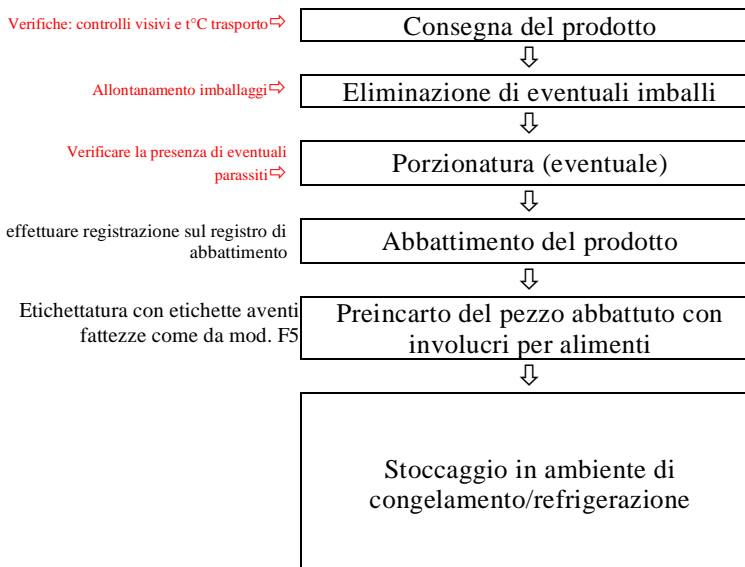 Verifiche: controlli visivi e t°C trasporto⇨
Consegna del prodotto
⇩
Allontanamento imballaggi⇨
Eliminazione di eventuali imballi
⇩
Verificare la presenza di eventuali
parassiti⇨
Porzionatura (eventuale)
⇩
effettuare registrazione sul registro di
abbattimento
Abbattimento del prodotto
⇩
Etichettatura con etichette aventi
fattezze come da mod. F5
Preincarto del pezzo abbattuto con
involucri per alimenti
⇩
Stoccaggio in ambiente di
congelamento/refrigerazione